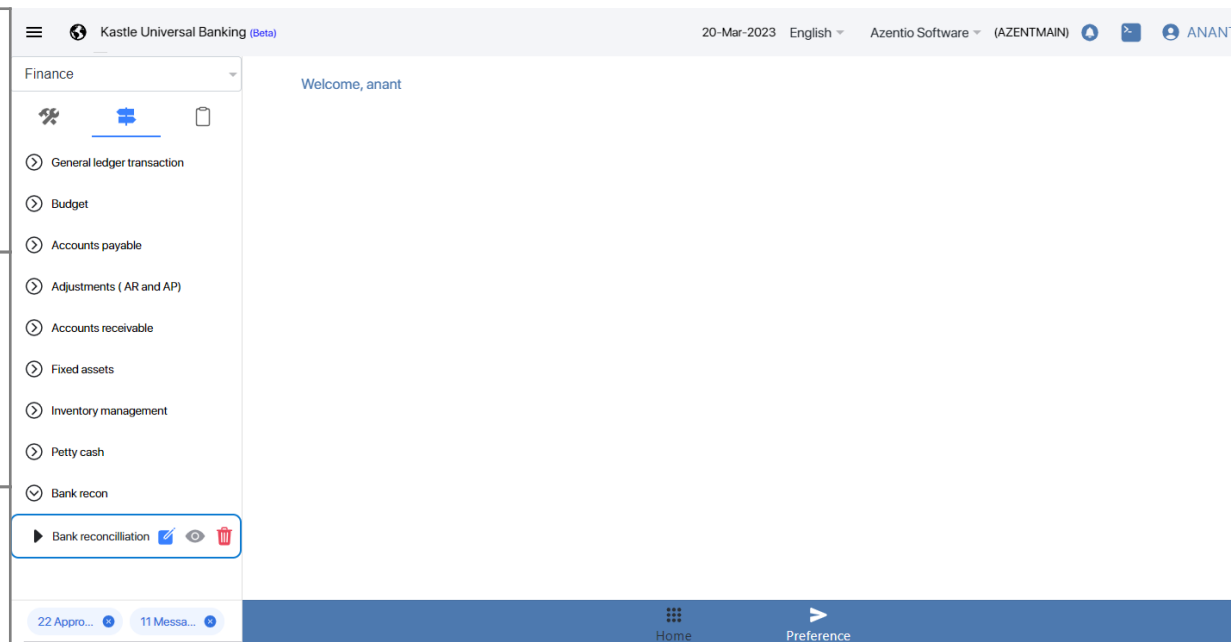 Kastle Universal Banking (Beta)
20-Mar-2023 English Azentio Software (AZENTMAIN) ANANT
Finance
Welcome, anant
General ledger transaction
Budget
Accounts payable
Adjustments ( AR and AP)
Accounts receivable
Fixed assets
Inventory management
Petty cash
Bank recon
Bank reconcilliation
22 Appro... 11 Messa...
Home Preference